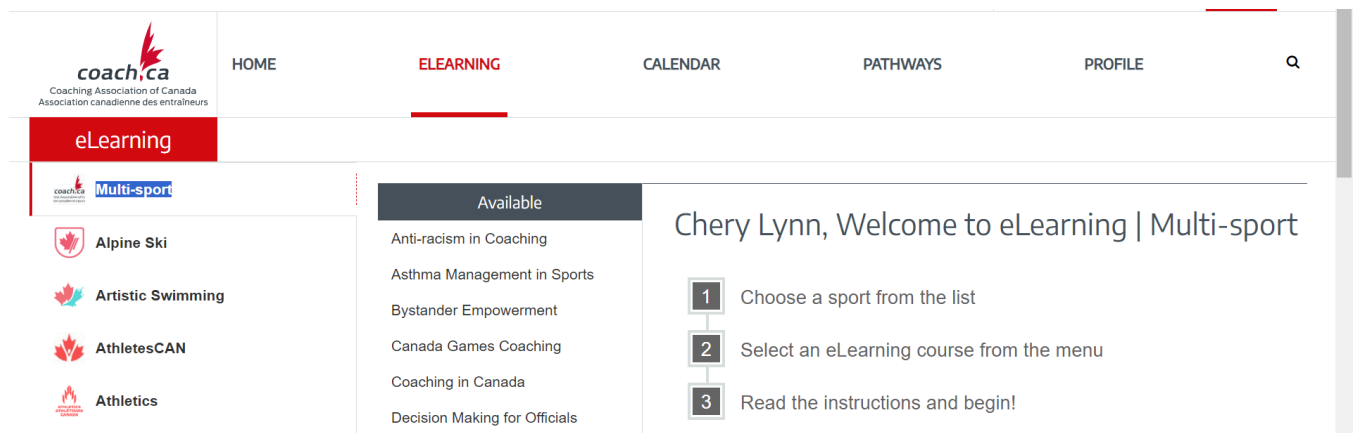 coach.ca
Coaching Association of Canada
Association canadienne des entraîneurs
HOME
ELEARNING
CALENDAR
PATHWAYS
PROFILE
eLearning
coach.ca
Multi-sport
Alpine Ski
Artistic Swimming
AthletesCAN
Athletics
Available
Anti-racism in Coaching
Asthma Management in Sports
Bystander Empowerment
Canada Games Coaching
Coaching in Canada
Decision Making for Officials
Chery Lynn, Welcome to eLearning | Multi-sport
1 Choose a sport from the list
2 Select an eLearning course from the menu
3 Read the instructions and begin!